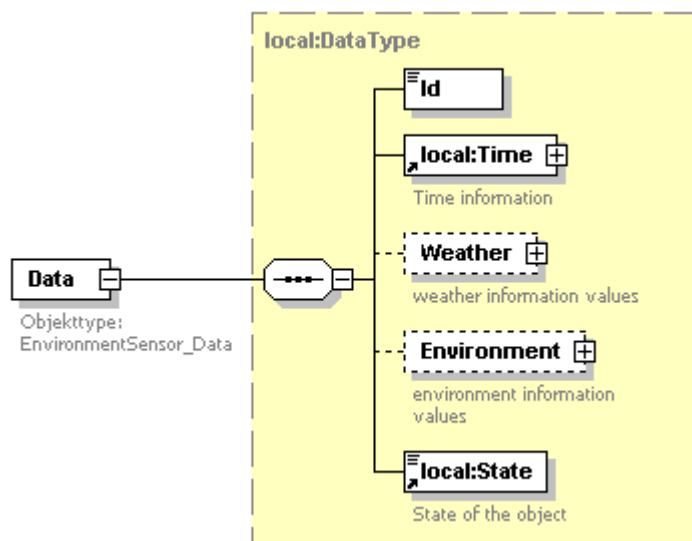 local:DataType
Id
local:Time
Time information
Weather
weather information values
Data
Objekttype:
EnvironmentSensor_Data
Environment
environment information
values
local:State
State of the object